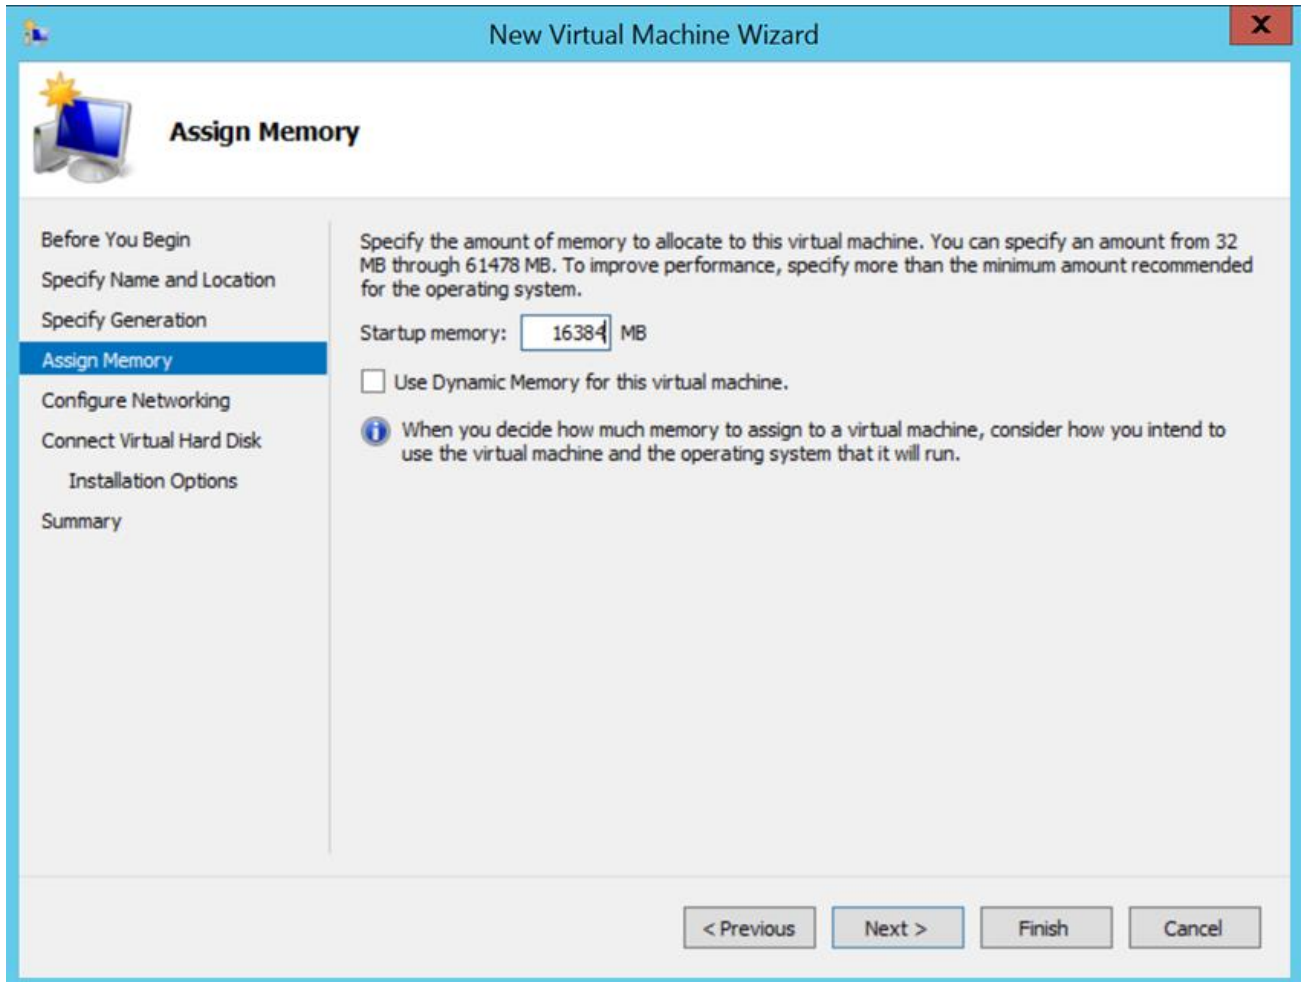 New Virtual Machine Wizard
X
Assign Memory
Before You Begin
Specify Name and Location
Specify Generation
Assign Memory
Configure Networking
Connect Virtual Hard Disk
Installation Options
Summary
Specify the amount of memory to allocate to this virtual machine. You can specify an amount from 32
MB through 61478 MB. To improve performance, specify more than the minimum amount recommended
for the operating system.
Startup memory: 16384 MB
Use Dynamic Memory for this virtual machine.
When you decide how much memory to assign to a virtual machine, consider how you intend to
use the virtual machine and the operating system that it will run.
< Previous Next > Finish Cancel